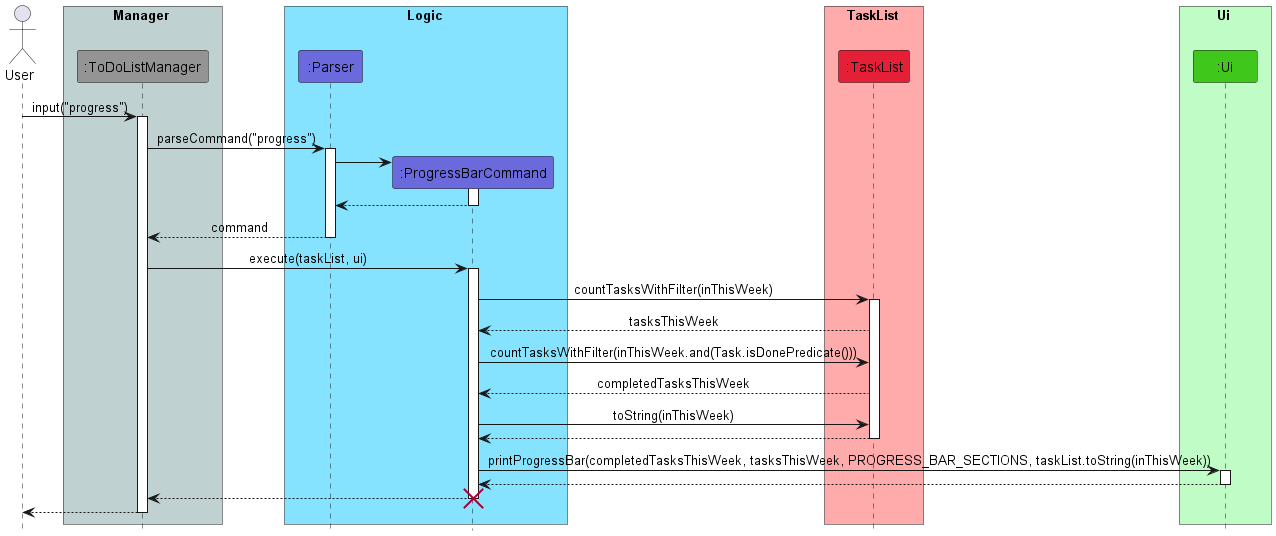 Manager
Logic
TaskList
Ui
User
:ToDoListManager
:Parser
:TaskList
:Ui
input("progress")
parseCommand("progress")
:ProgressBarCommand
command
execute(taskList, ui)
countTasksWithFilter(inThisWeek)
tasksThisWeek
countTasksWithFilter(inThisWeek.and(Task.isDonePredicate()))
completedTasksThisWeek
toString(inThisWeek)
printProgressBar(completedTasksThisWeek, tasksThisWeek, PROGRESS_BAR_SECTIONS, taskList.toString(inThisWeek))